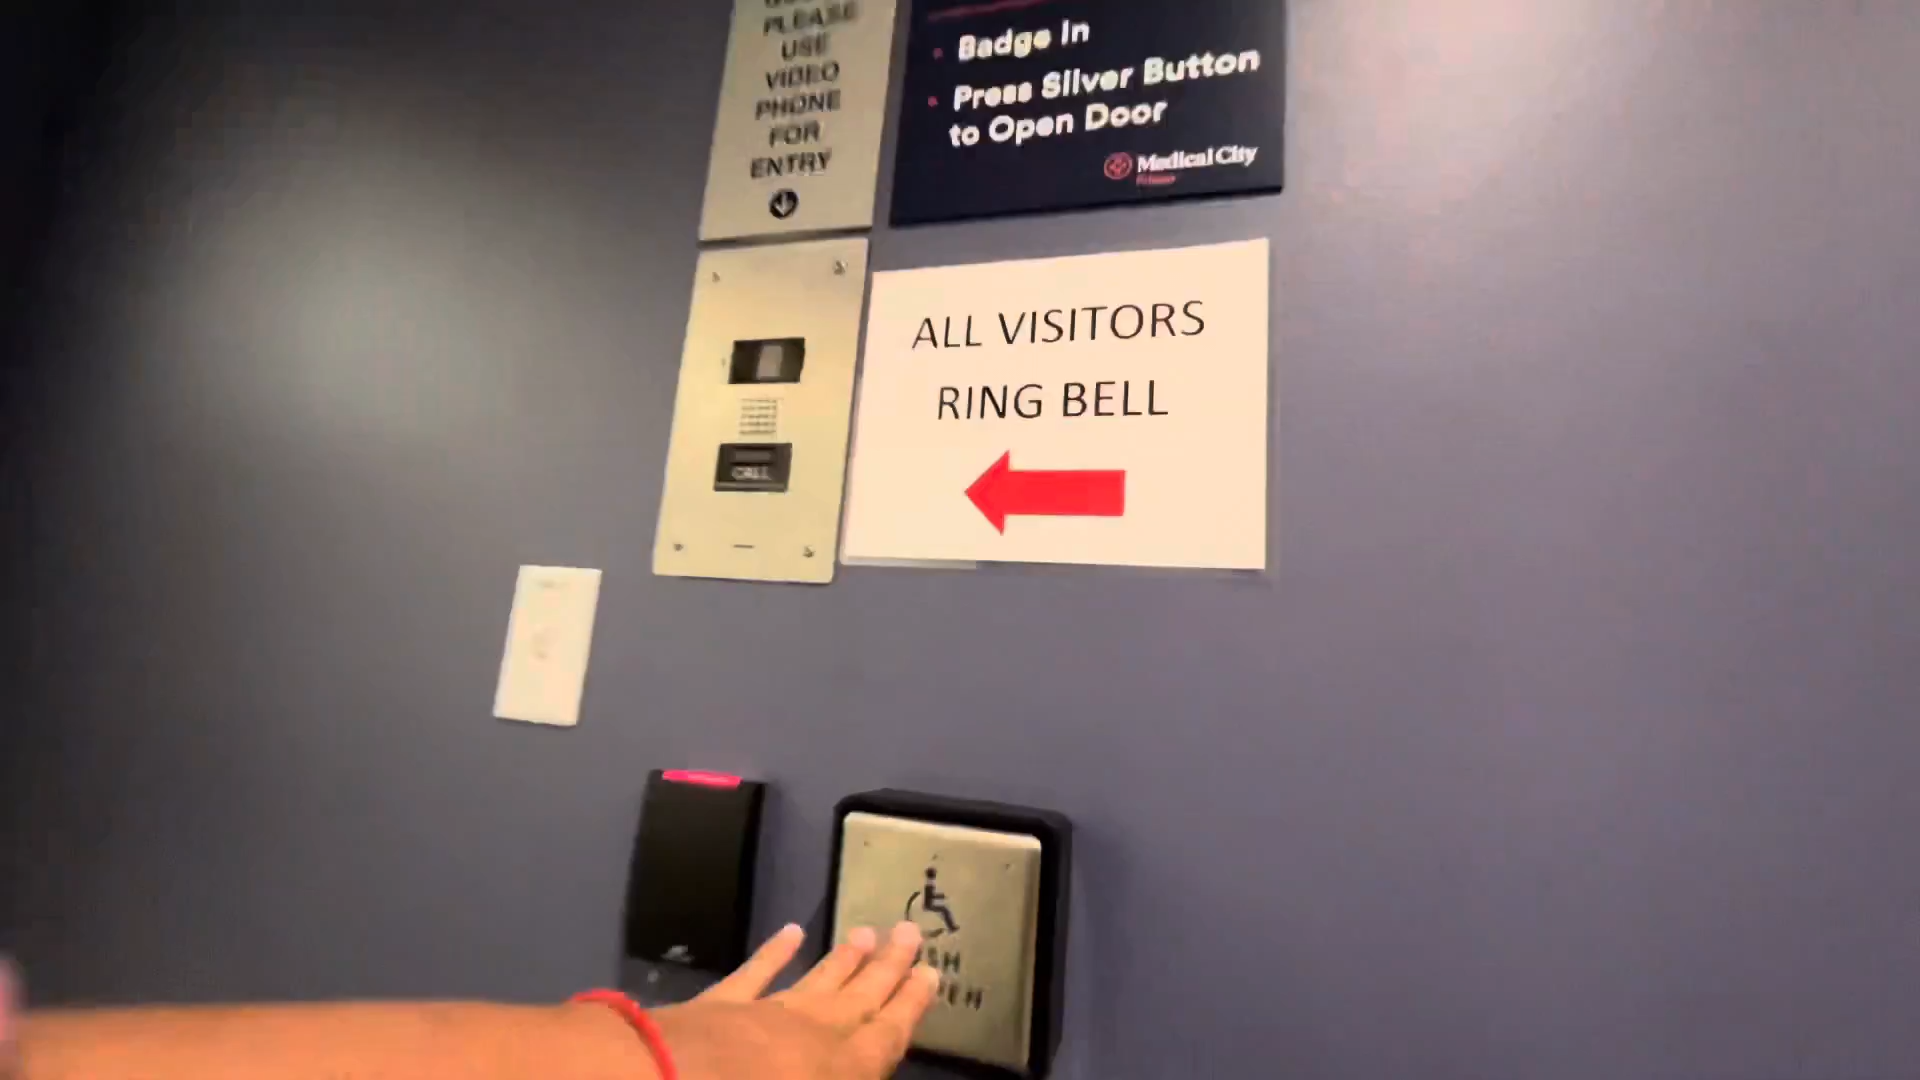 PLEASE
USE
VIDEO
PHONE
FOR
ENTRY
Badge In
Press Silver Button
to Open Door
Medical City
ALL VISITORS
RING BELL
CALL